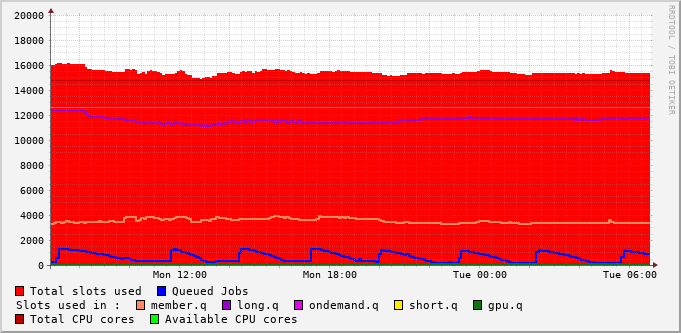 RRDTOOL / TOBI OETIKER
20000
18000
16000
14000
12000
10000
8000
6000
4000
2000
0
Mon 12:00 Mon 18:00 Tue 00:00 Tue 06:00
Total slots used Queued Jobs
Slots used in : member.q long.q ondemand.q short.q gpu.q
Total CPU cores Available CPU cores